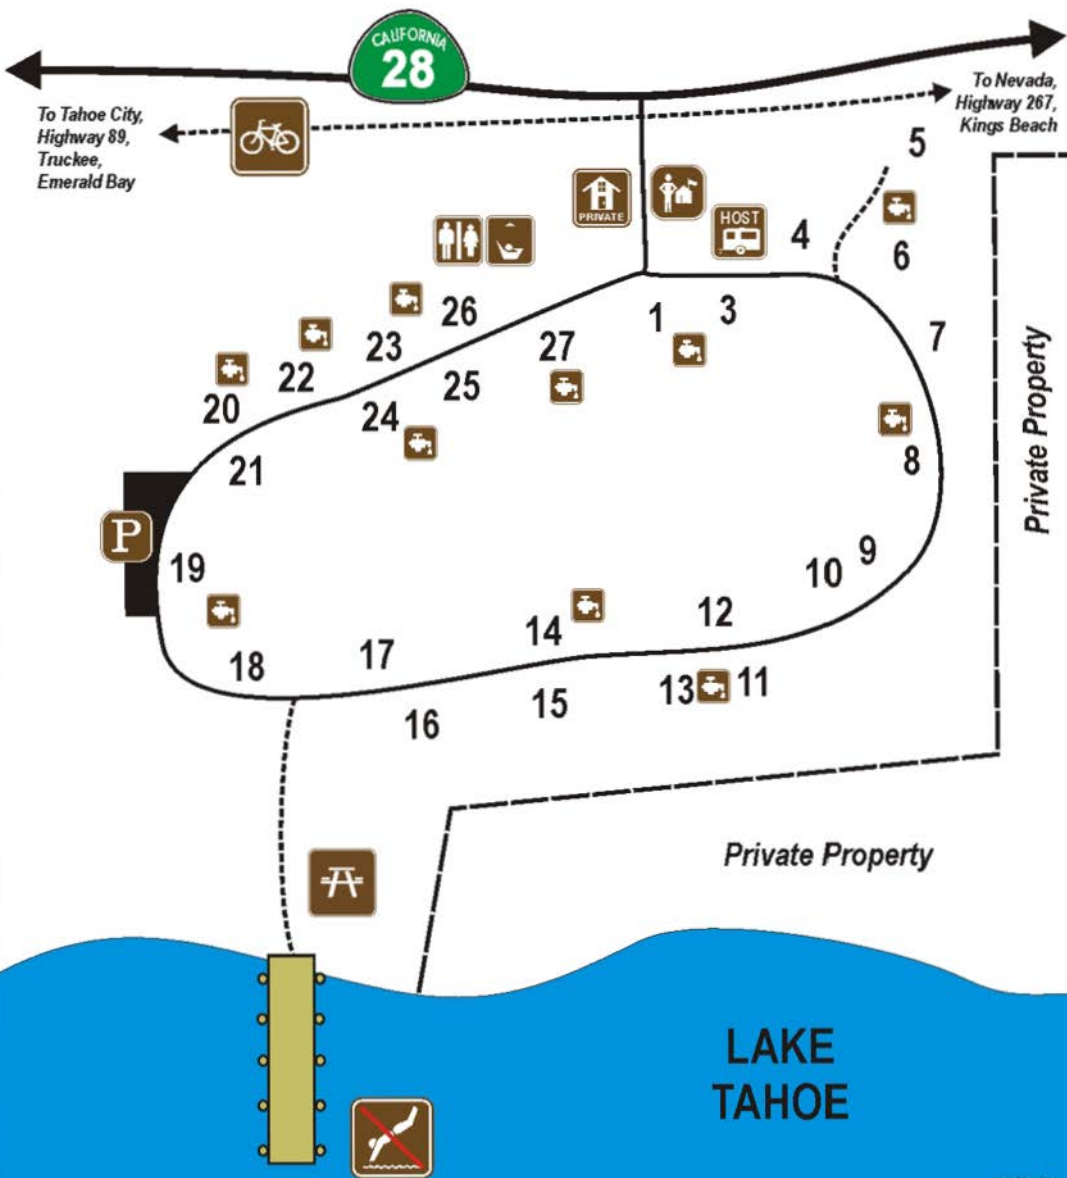 CALIFORNIA
28
To Tahoe City,
Highway 89,
Truckee,
Emerald Bay
To Nevada,
Highway 267,
Kings Beach
5
PRIVATE
HOST
4
6
26
1
3
7
23
27
22
25
20
24
21
8
Private Property
P
19
9
10
12
14
17
18
13
11
15
16
Private Property
LAKE
TAHOE